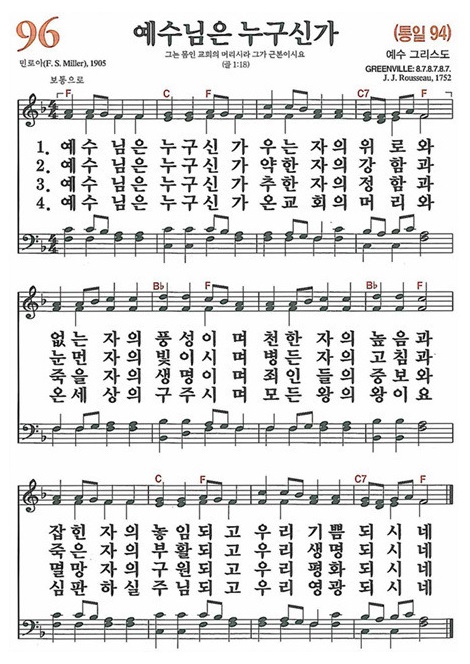 96
예수님은 누구신가
(통일 94)
그는 몸인 교회의 머리시라 그가 근본이시요
(골 1:18)
예수 그리스도
민로아(F. S. Miller), 1905
GREENVILLE: 8.7.8.7.8.7.
J. J. Rousseau, 1752
보통으로
F C F C7 F
1. 예수 님은 누구신 가 우는 자의 위 로와
2. 예수 님은 누구신 가 약한 자의 강 함과
3. 예수 님은 누구신 가 추한 자의 정 함과
4. 예수 님은 누구신 가 온교 회의 머 리와
B♭ F B♭ F
없는 자의 풍성이 며 천한 자의 높음과
눈먼 자의 빛이시 며 병든 자의 고침과
죽을 자의 생명이 며 죄인 들의 중보와
온세 상의 구주시 며 모든 왕의 왕이요
C F C7 F
잡힌 자의 놓임되 고 우리 기쁨 되시네
죽은 자의 부활되 고 우리 생명 되시네
멸망 자의 구원되 고 우리 평화 되시네
심판 하실 주님되 고 우리 영광 되시네